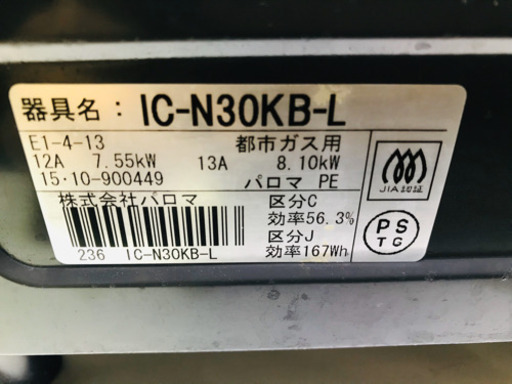 器具名：IC-N30KB-L
E1-4-13 都市ガス用
12A 7.55kW 13A 8.10kW
15・10-900449 パロマ PE
株式会社パロマ
区分C
効率56.3%
区分J
効率167Wh
236 IC-N30KB-L
JIA認証
PS
TG